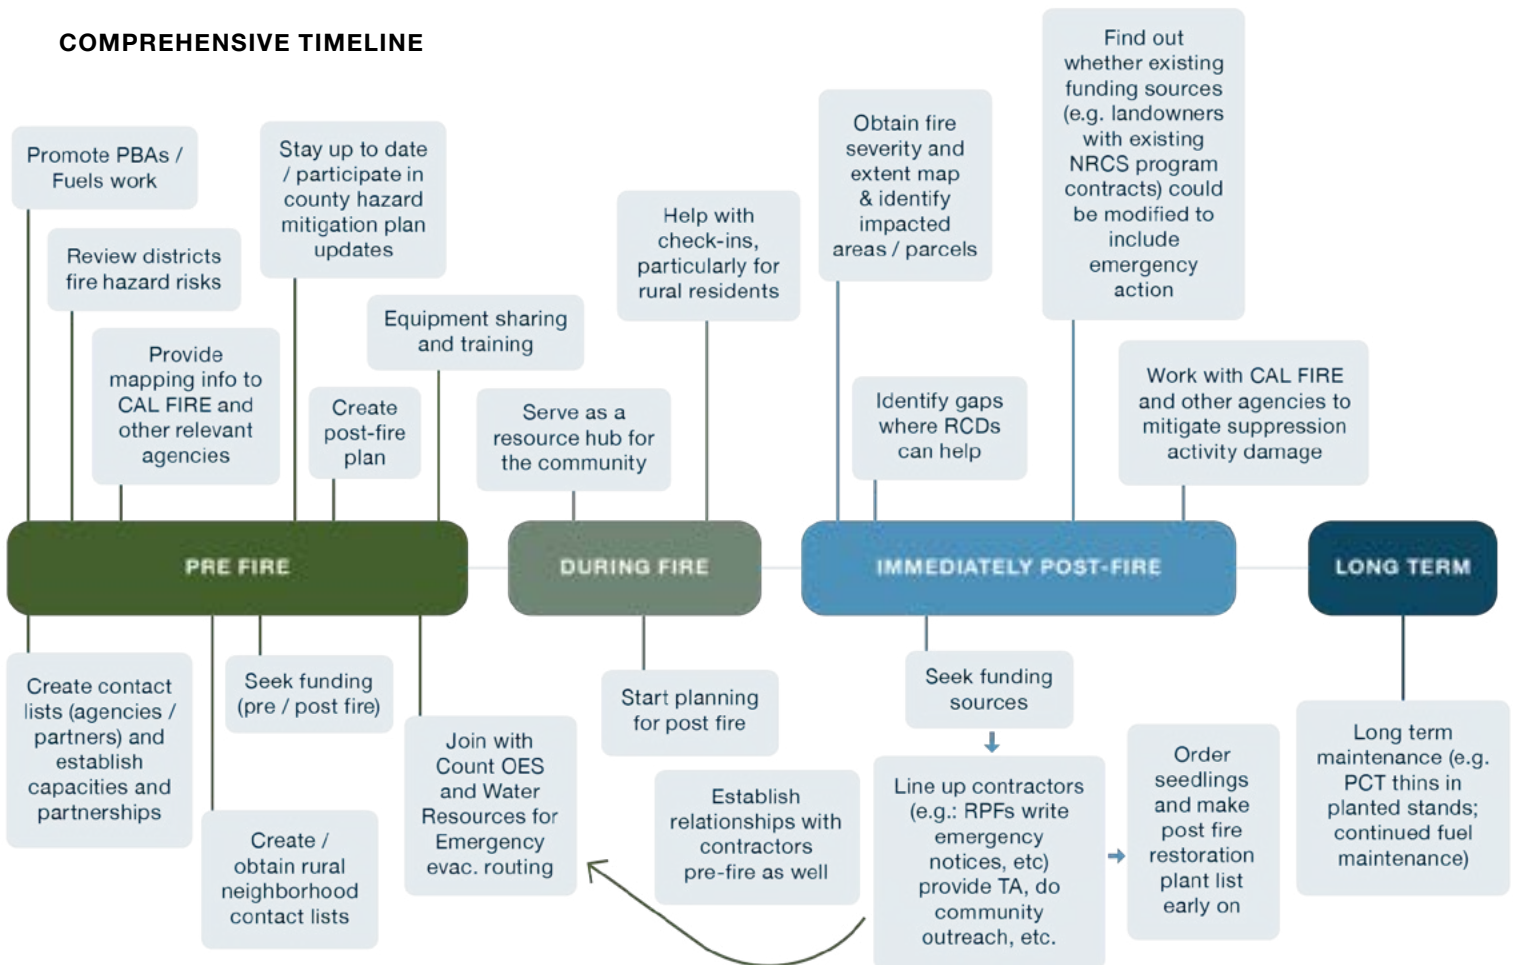 COMPREHENSIVE TIMELINE
Promote PBAs /
Fuels work
Review districts
fire hazard risks
Provide
mapping info to
CAL FIRE and
other relevant
agencies
Stay up to date
/ participate in
county hazard
mitigation plan
updates
Create
post-fire
plan
Equipment sharing
and training
Serve as a
resource hub for
the community
Help with
check-ins,
particularly for
rural residents
Obtain fire
severity and
extent map
& identify
impacted
areas / parcels
Identify gaps
where RCDs
can help
Find out
whether existing
funding sources
(e.g. landowners
with existing
NRCS program
contracts) could
be modified to
include
emergency
action
Work with CAL FIRE
and other agencies to
mitigate suppression
activity damage
PRE FIRE
DURING FIRE
IMMEDIATELY POST-FIRE
LONG TERM
Create contact
lists (agencies /
partners) and
establish
capacities and
partnerships
Create /
obtain rural
neighborhood
contact lists
Seek funding
(pre / post fire)
Join with
Count OES
and Water
Resources for
Emergency
evac. routing
Start planning
for post fire
Establish
relationships with
contractors
pre-fire as well
Seek funding
sources
Line up contractors
(e.g.: RPFs write
emergency
notices, etc)
provide TA, do
community
outreach, etc.
Order
seedlings
and make
post fire
restoration
plant list
early on
Long term
maintenance (e.g.
PCT thins in
planted stands;
continued fuel
maintenance)